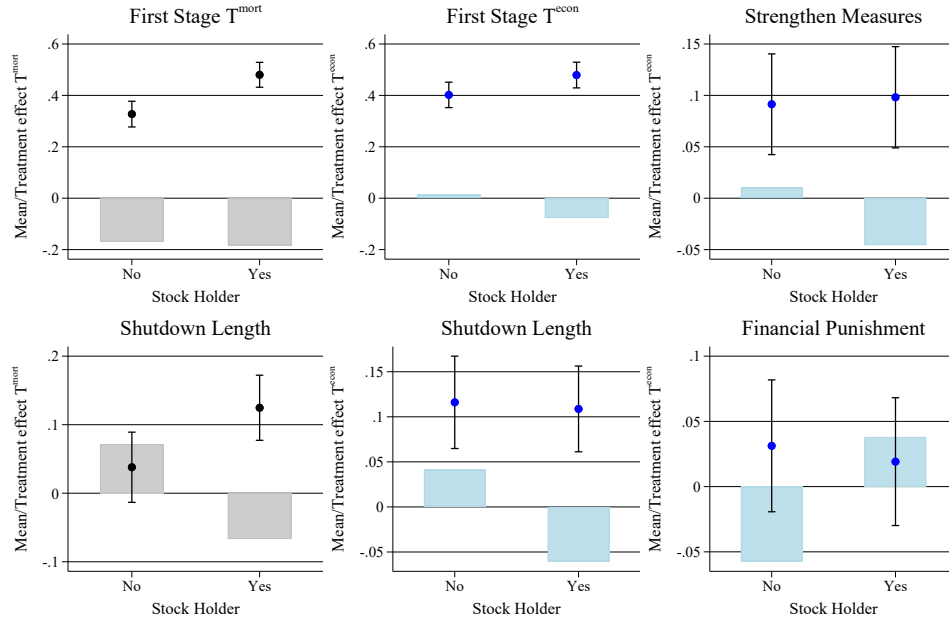 First Stage T^mort
Mean/Treatment effect T^mort
.6
.4
.2
0
-.2
No Yes
Stock Holder
First Stage T^econ
Mean/Treatment effect T^econ
.6
.4
.2
0
-.2
No Yes
Stock Holder
Strengthen Measures
Mean/Treatment effect T^econ
.15
.1
.05
0
-.05
No Yes
Stock Holder
Shutdown Length
Mean/Treatment effect T^mort
.2
.1
0
-.1
No Yes
Stock Holder
Shutdown Length
Mean/Treatment effect T^econ
.15
.1
.05
0
-.05
No Yes
Stock Holder
Financial Punishment
Mean/Treatment effect T^econ
.1
.05
0
-.05
No Yes
Stock Holder